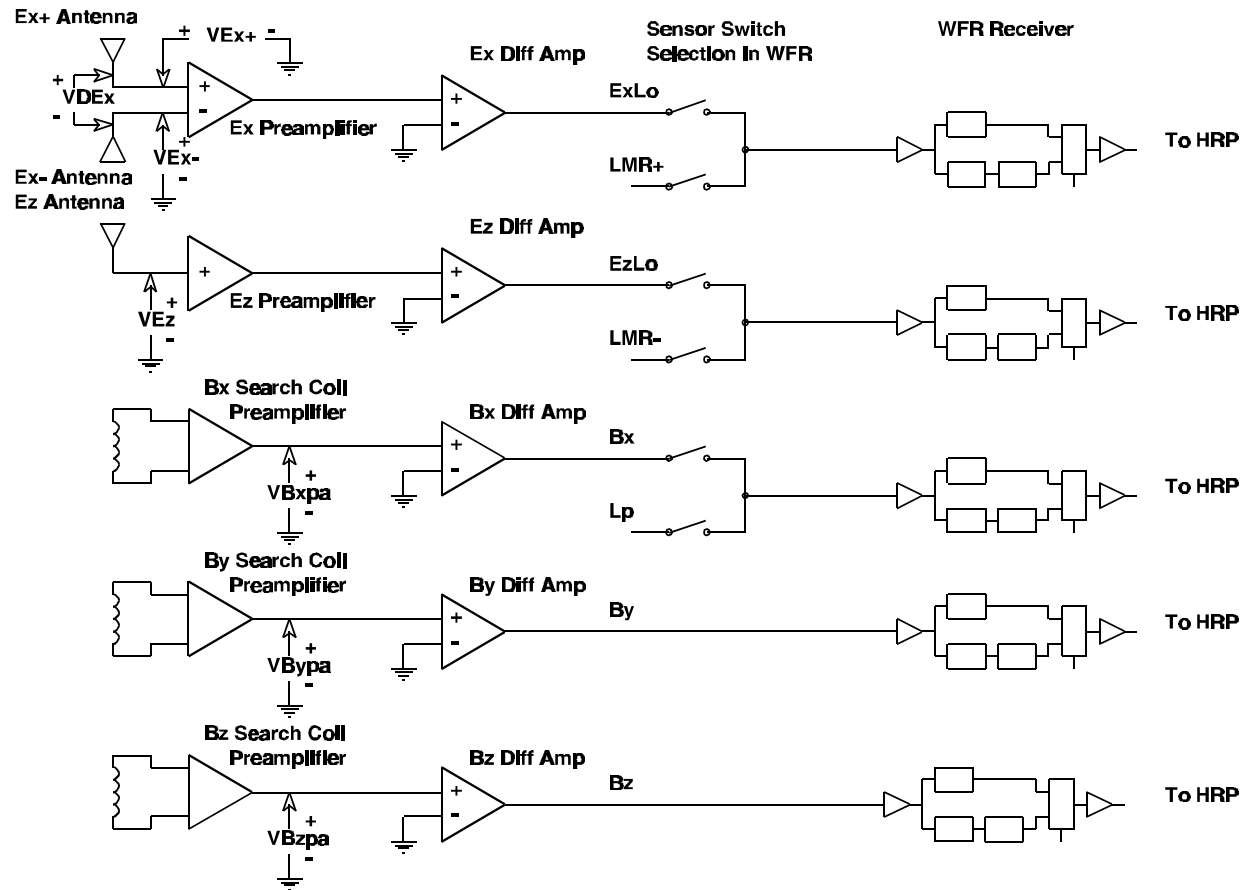 Ex+ Antenna
+ VEx+ -
Sensor Switch
Selection In WFR
WFR Receiver
Ex Diff Amp
+
VDEx
-
+
-
+
-
ExLo
Ex Preamplifier
+
VEx-
-
LMR+
To HRP
Ex- Antenna
Ez Antenna
Ez Diff Amp
+
+
-
EzLo
Ez Preamplifier
+
VEz
-
LMR-
To HRP
Bx Search Coil
Preamplifier
Bx Diff Amp
+
-
Bx
+
VBxpa
-
Lp
To HRP
By Search Coil
Preamplifier
By Diff Amp
+
-
By
+
VBypa
-
To HRP
Bz Search Coil
Preamplifier
Bz Diff Amp
+
-
Bz
+
VBzpa
-
To HRP